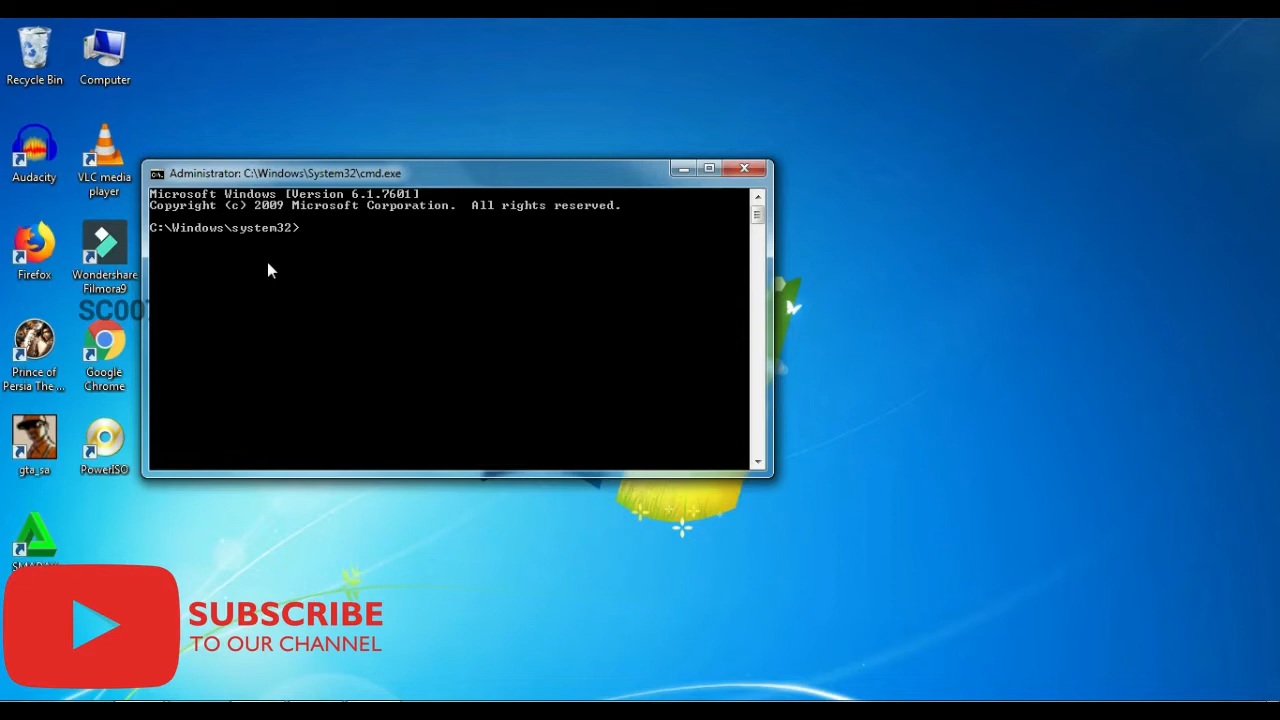 Recycle Bin
Computer
Audacity
VLC media
player
Firefox
Wondershare
Filmora9
Prince of
Persia The ...
Google
Chrome
gta_sa
PowerISO
Administrator: C:\Windows\System32\cmd.exe
Microsoft Windows [Version 6.1.7601]
Copyright (c) 2009 Microsoft Corporation.  All rights reserved.
C:\Windows\system32>
SUBSCRIBE
TO OUR CHANNEL